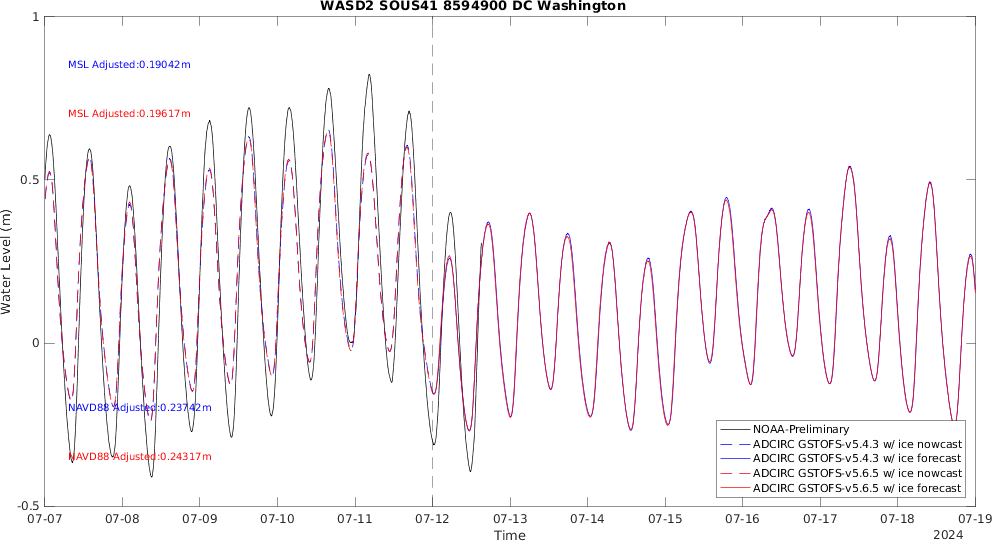 WASD2 SOUS41 8594900 DC Washington
1
MSL Adjusted:0.19042m
MSL Adjusted:0.19617m
0.5
Water Level (m)
0
NAVD88 Adjusted:0.23742m
NAVD88 Adjusted:0.24317m
-0.5
NOAA-Preliminary
ADCIRC GSTOFS-v5.4.3 w/ ice nowcast
ADCIRC GSTOFS-v5.4.3 w/ ice forecast
ADCIRC GSTOFS-v5.6.5 w/ ice nowcast
ADCIRC GSTOFS-v5.6.5 w/ ice forecast
07-07 07-08 07-09 07-10 07-11 07-12 07-13 07-14 07-15 07-16 07-17 07-18 07-19
Time
2024